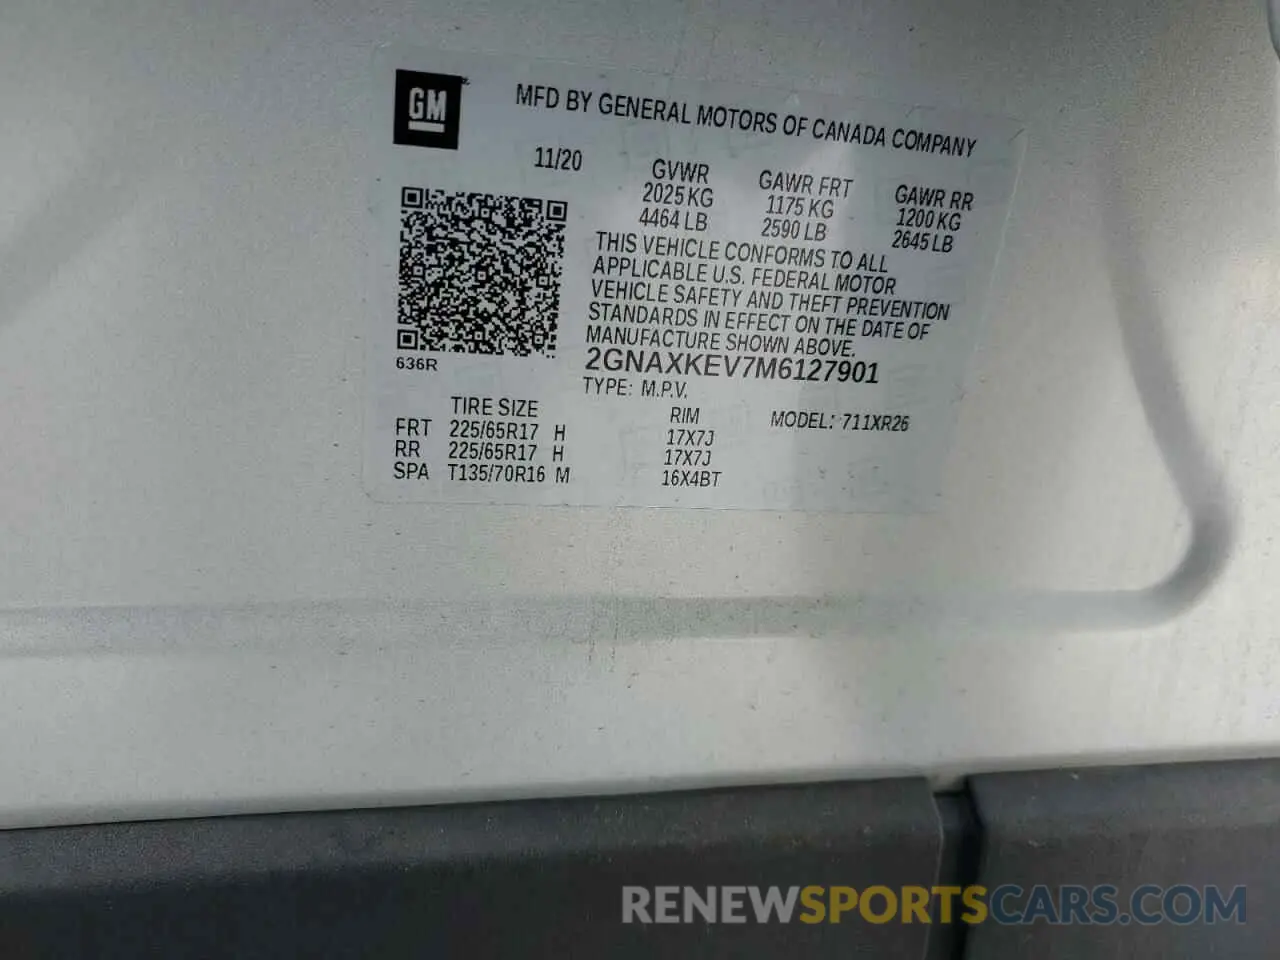 GM
MFD BY GENERAL MOTORS OF CANADA COMPANY
11/20 GVWR GAWR FRT GAWR RR
2025 KG 1175 KG 1200 KG
4464 LB 2590 LB 2645 LB
THIS VEHICLE CONFORMS TO ALL
APPLICABLE U.S. FEDERAL MOTOR
VEHICLE SAFETY AND THEFT PREVENTION
STANDARDS IN EFFECT ON THE DATE OF
MANUFACTURE SHOWN ABOVE.
636R 2GNAXKEV7M6127901
TYPE: M.P.V.
TIRE SIZE RIM MODEL: 711XR26
FRT 225/65R17 H 17X7J
RR 225/65R17 H 17X7J
SPA T135/70R16 M 16X4BT
RENEWSPORTSCARS.COM